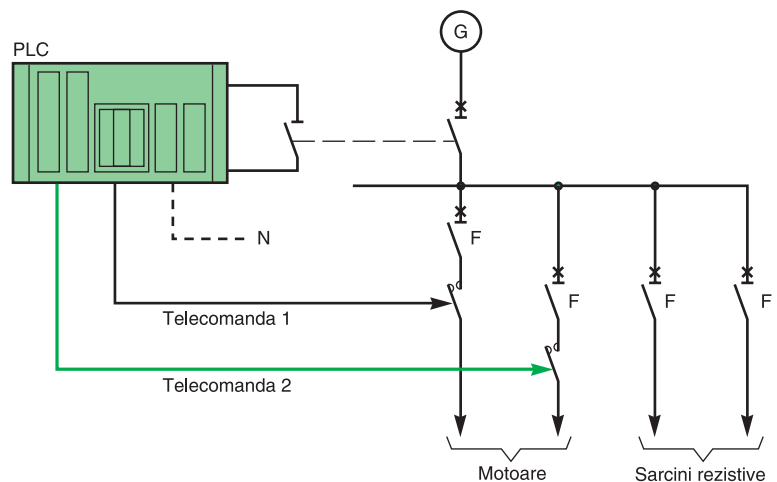 G
PLC
N
F
F
F
F
Telecomanda 1
Telecomanda 2
Motoare
Sarcini rezistive